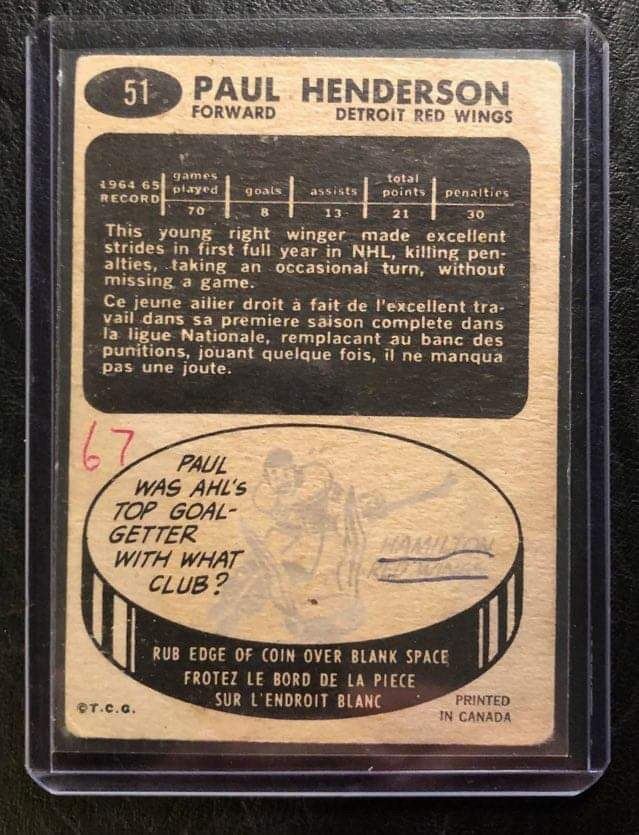 51 PAUL HENDERSON
FORWARD DETROIT RED WINGS
1964 65 games total
RECORD played goals assists points penalties
70 8 13 21 30
This young right winger made excellent
strides in first full year in NHL, killing pen-
alties, taking an occasional turn, without
missing a game.
Ce jeune ailier droit à fait de l'excellent tra-
vail dans sa premiere saison complete dans
la ligue Nationale, remplacant au banc des
punitions, jouant quelque fois, il ne manqua
pas une joute.
67
PAUL
WAS AHL'S
TOP GOAL-
GETTER
WITH WHAT
CLUB?
HAMILTON
RED WINGS
RUB EDGE OF COIN OVER BLANK SPACE
FROTEZ LE BORD DE LA PIECE
SUR L'ENDROIT BLANC
©T.C.G.
PRINTED
IN CANADA